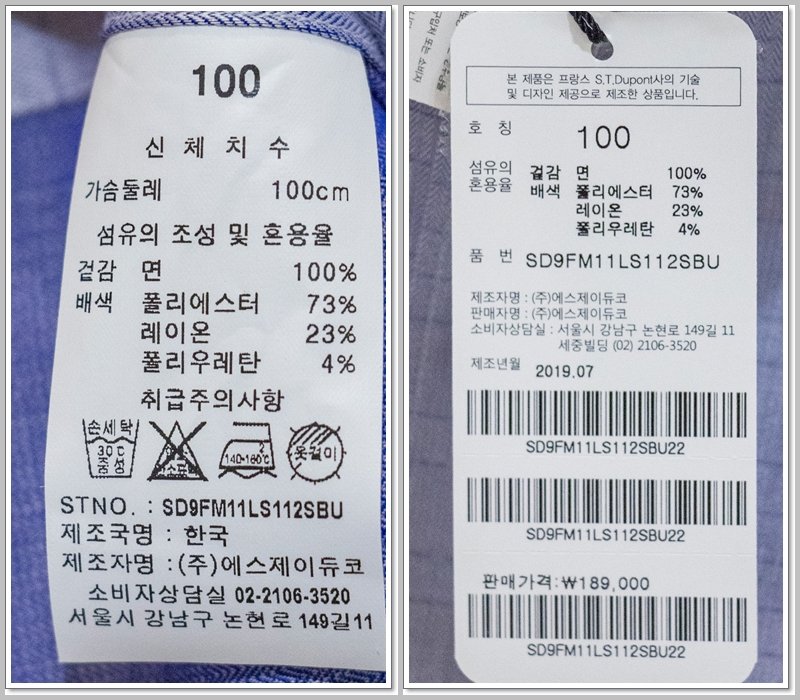 100
신 체 치 수
가슴둘레 100cm
섬유의 조성 및 혼용율
겉감 면 100%
배색 폴리에스터 73%
레이온 23%
폴리우레탄 4%
취급주의사항
손세탁
30℃
중성
140~160℃
옷걸이
STNO. : SD9FM11LS112SBU
제조국명 : 한국
제조자명 : (주)에스제이듀코
소비자상담실 02-2106-3520
서울시 강남구 논현로 149길11
본 제품은 프랑스 S.T.Dupont사의 기술
및 디자인 제공으로 제조한 상품입니다.
호 칭 100
섬유의 겉감 면 100%
혼용율 배색 폴리에스터 73%
레이온 23%
폴리우레탄 4%
품 번 SD9FM11LS112SBU
제조자명 : (주)에스제이듀코
판매자명 : (주)에스제이듀코
소비자상담실 : 서울시 강남구 논현로 149길 11
세중빌딩 (02) 2106-3520
제조년월 2019.07
SD9FM11LS112SBU22
SD9FM11LS112SBU22
판매가격:₩189,000
SD9FM11LS112SBU22